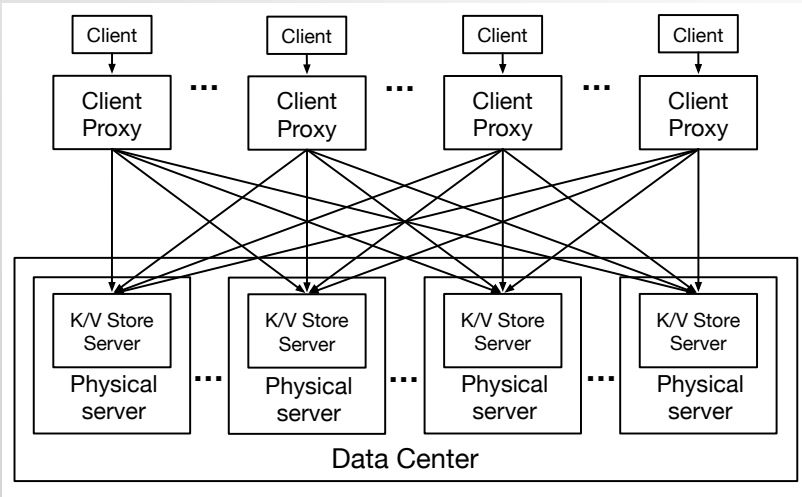 Client Client Client Client
... ... ...
Client Client Client Client
Proxy Proxy Proxy Proxy
K/V Store K/V Store K/V Store K/V Store
Server Server Server Server
... ... ...
Physical Physical Physical Physical
server server server server
Data Center